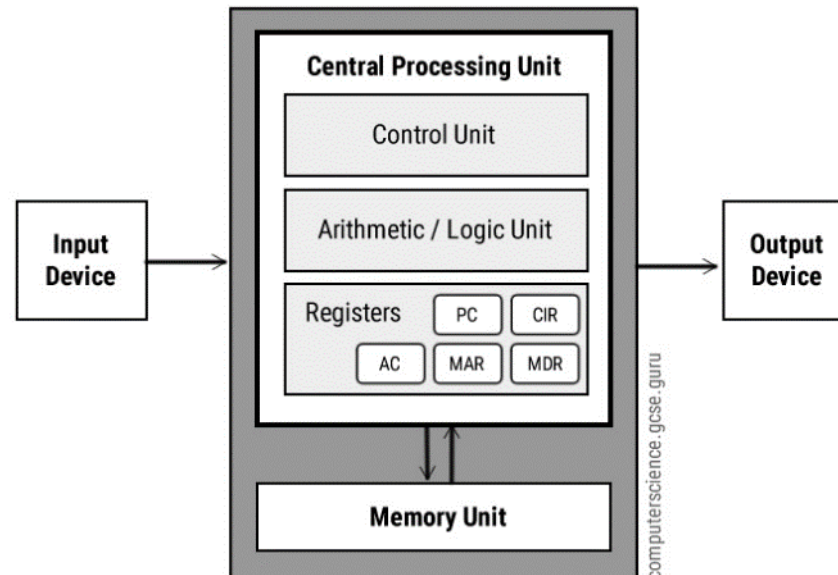 Central Processing Unit
Control Unit
Input
Device
Arithmetic / Logic Unit
Output
Device
Registers
PC
CIR
AC
MAR
MDR
Memory Unit
computerscience.gcse.guru